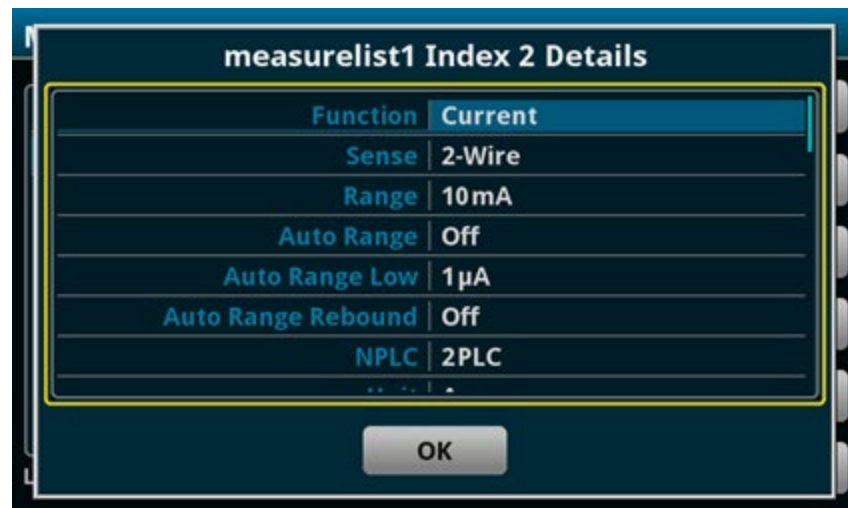 measurelist1 Index 2 Details
Function Current
Sense 2-Wire
Range 10mA
Auto Range Off
Auto Range Low 1µA
Auto Range Rebound Off
NPLC 2PLC
OK